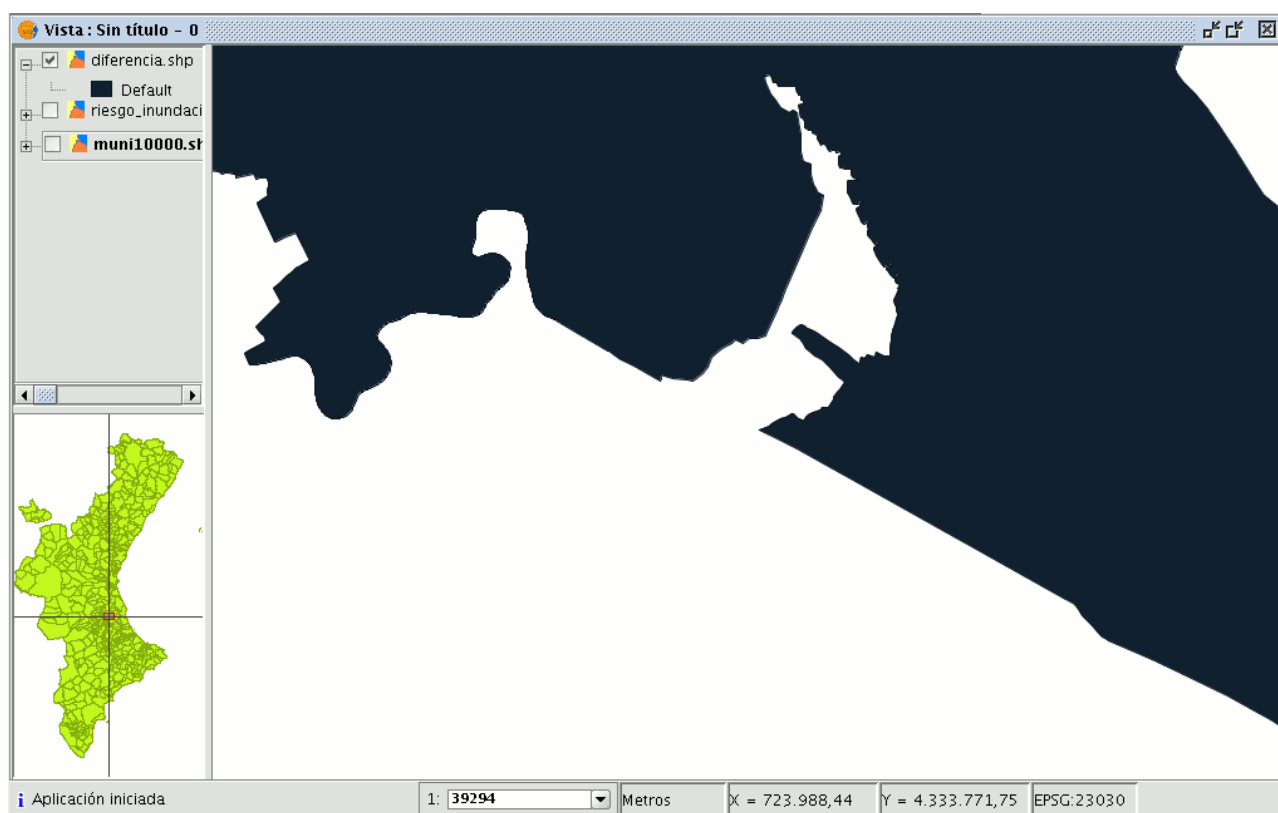 Vista : Sin título – 0
diferencia.shp
Default
riesgo_inundaci
muni10000.sh
Aplicación iniciada
1: 39294
Metros
X = 723.988,44
Y = 4.333.771,75
EPSG:23030